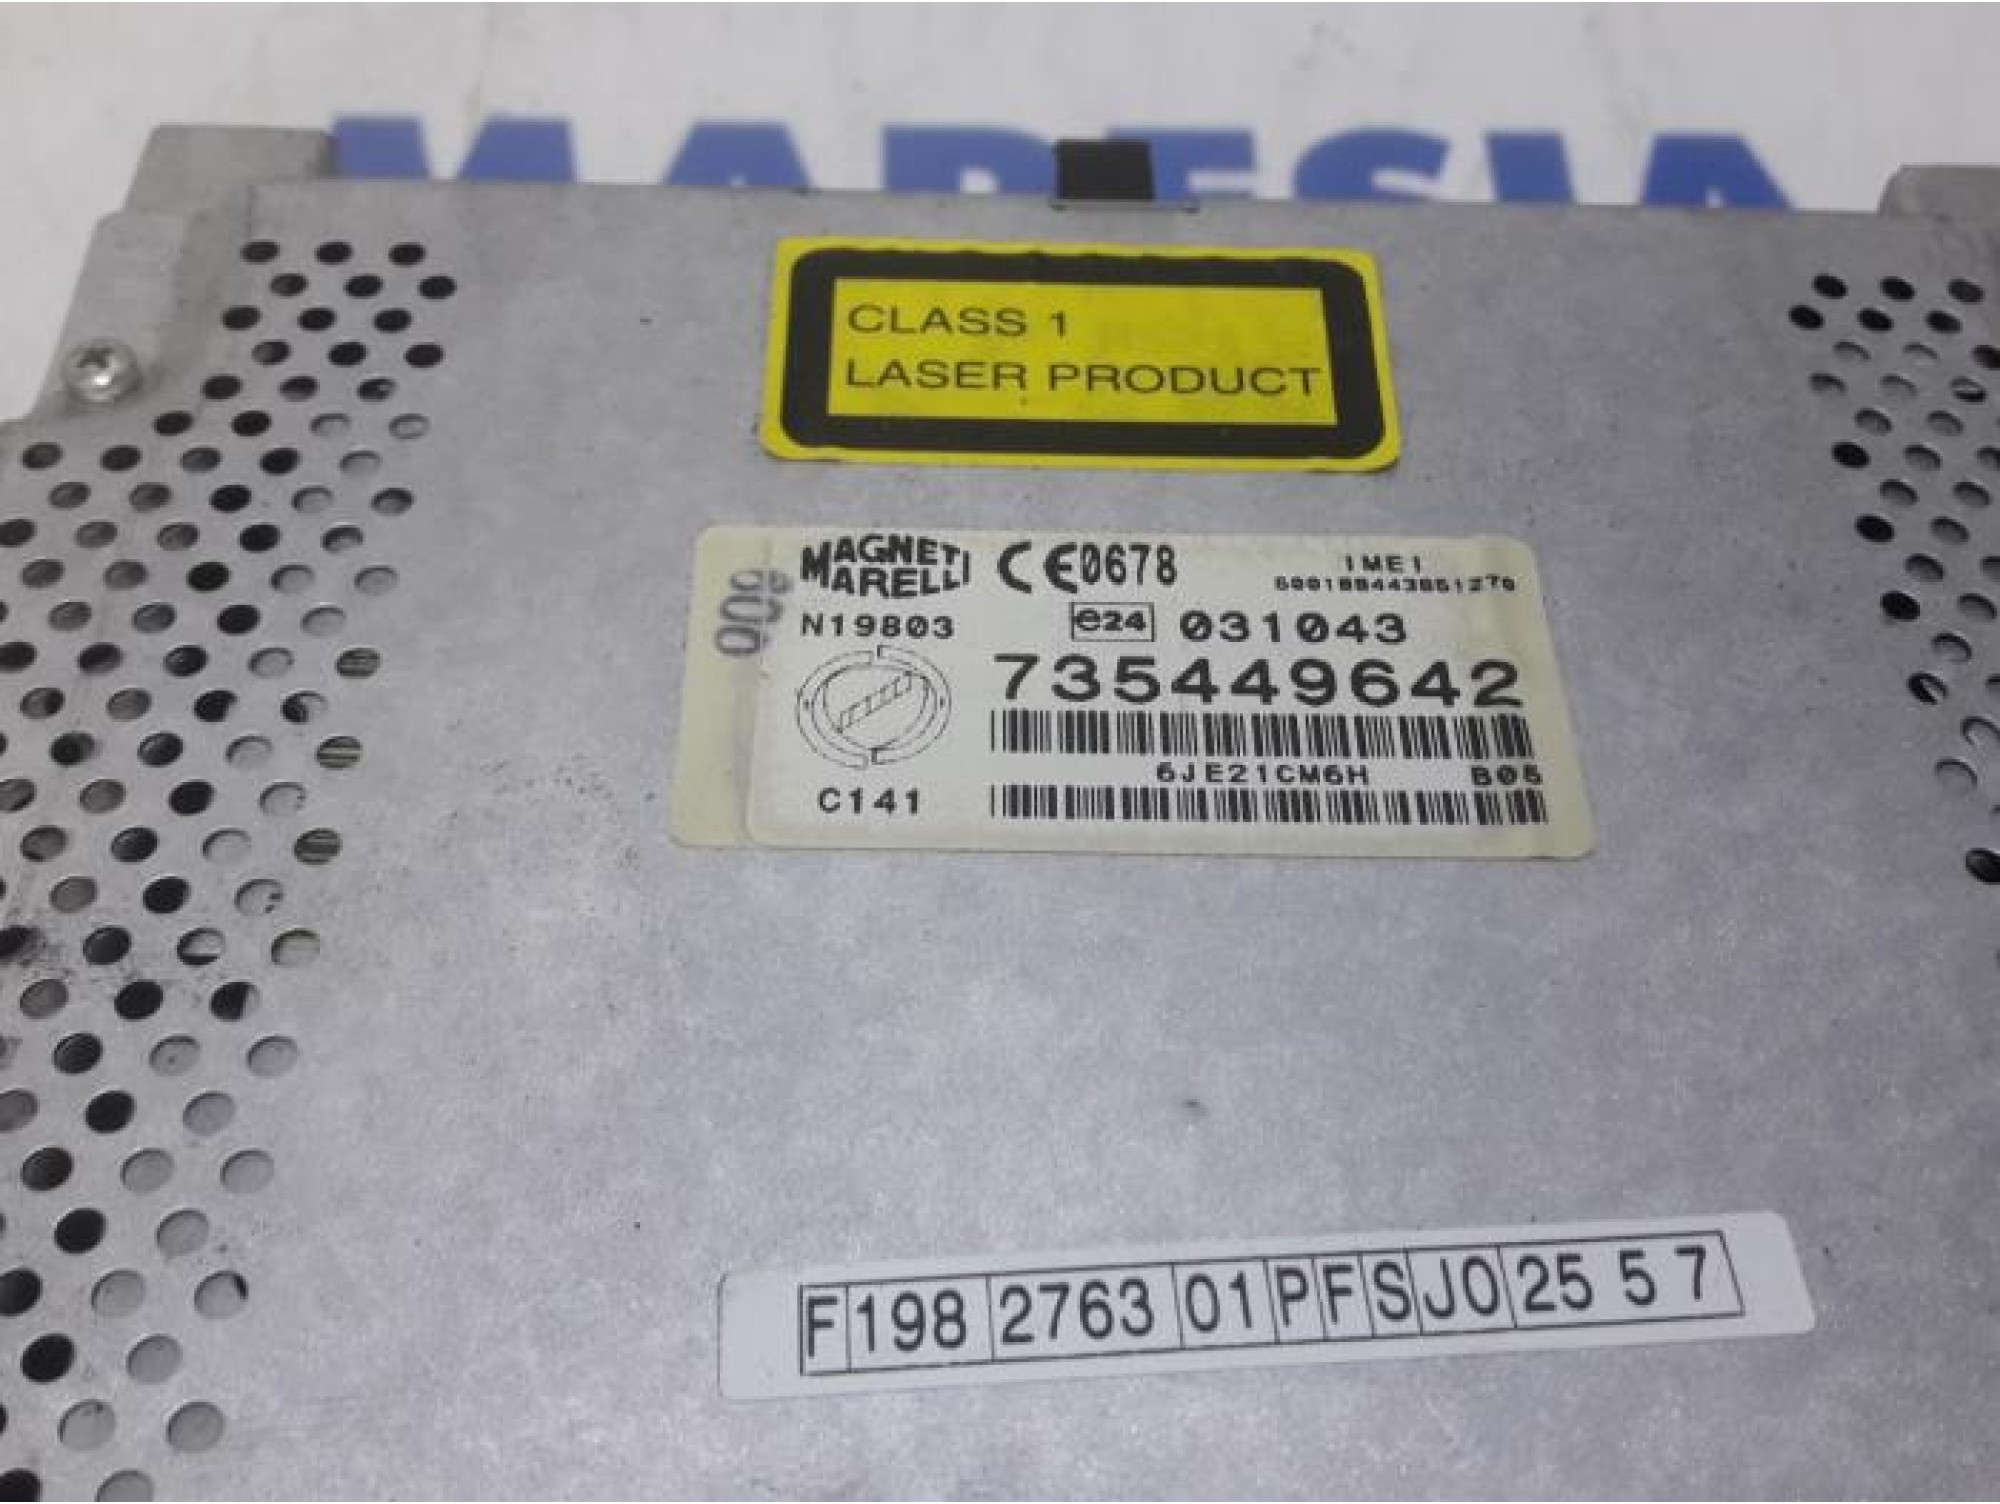 MARESIA
CLASS 1
LASER PRODUCT
MAGNETI MARELLI CE0678 IMEI
N19803 e24 031043
735449642
6JE21CM6H
C141
F 198 2763 01 P F S J0 25 5 7